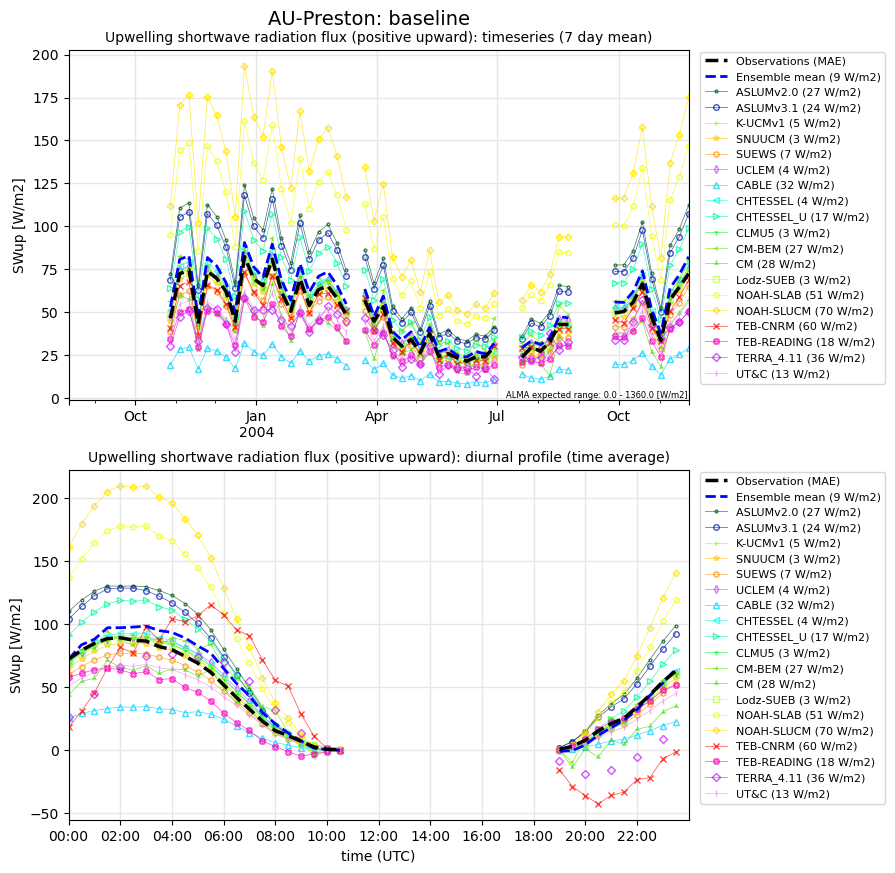 AU-Preston: baseline
Upwelling shortwave radiation flux (positive upward): timeseries (7 day mean)
SWup [W/m2]
200
175
150
125
100
75
50
25
0
Oct
Jan
2004
Apr
Jul
Oct
ALMA expected range: 0.0 - 1360.0 [W/m2]
Observations (MAE)
Ensemble mean (9 W/m2)
ASLUMv2.0 (27 W/m2)
ASLUMv3.1 (24 W/m2)
K-UCMv1 (5 W/m2)
SNUUCM (3 W/m2)
SUEWS (7 W/m2)
UCLEM (4 W/m2)
CABLE (32 W/m2)
CHTESSEL (4 W/m2)
CHTESSEL_U (17 W/m2)
CLMU5 (3 W/m2)
CM-BEM (27 W/m2)
CM (28 W/m2)
Lodz-SUEB (3 W/m2)
NOAH-SLAB (51 W/m2)
NOAH-SLUCM (70 W/m2)
TEB-CNRM (60 W/m2)
TEB-READING (18 W/m2)
TERRA_4.11 (36 W/m2)
UT&C (13 W/m2)
Upwelling shortwave radiation flux (positive upward): diurnal profile (time average)
SWup [W/m2]
200
150
100
50
0
−50
00:00
02:00
04:00
06:00
08:00
10:00
12:00
14:00
16:00
18:00
20:00
22:00
time (UTC)
Observation (MAE)
Ensemble mean (9 W/m2)
ASLUMv2.0 (27 W/m2)
ASLUMv3.1 (24 W/m2)
K-UCMv1 (5 W/m2)
SNUUCM (3 W/m2)
SUEWS (7 W/m2)
UCLEM (4 W/m2)
CABLE (32 W/m2)
CHTESSEL (4 W/m2)
CHTESSEL_U (17 W/m2)
CLMU5 (3 W/m2)
CM-BEM (27 W/m2)
CM (28 W/m2)
Lodz-SUEB (3 W/m2)
NOAH-SLAB (51 W/m2)
NOAH-SLUCM (70 W/m2)
TEB-CNRM (60 W/m2)
TEB-READING (18 W/m2)
TERRA_4.11 (36 W/m2)
UT&C (13 W/m2)